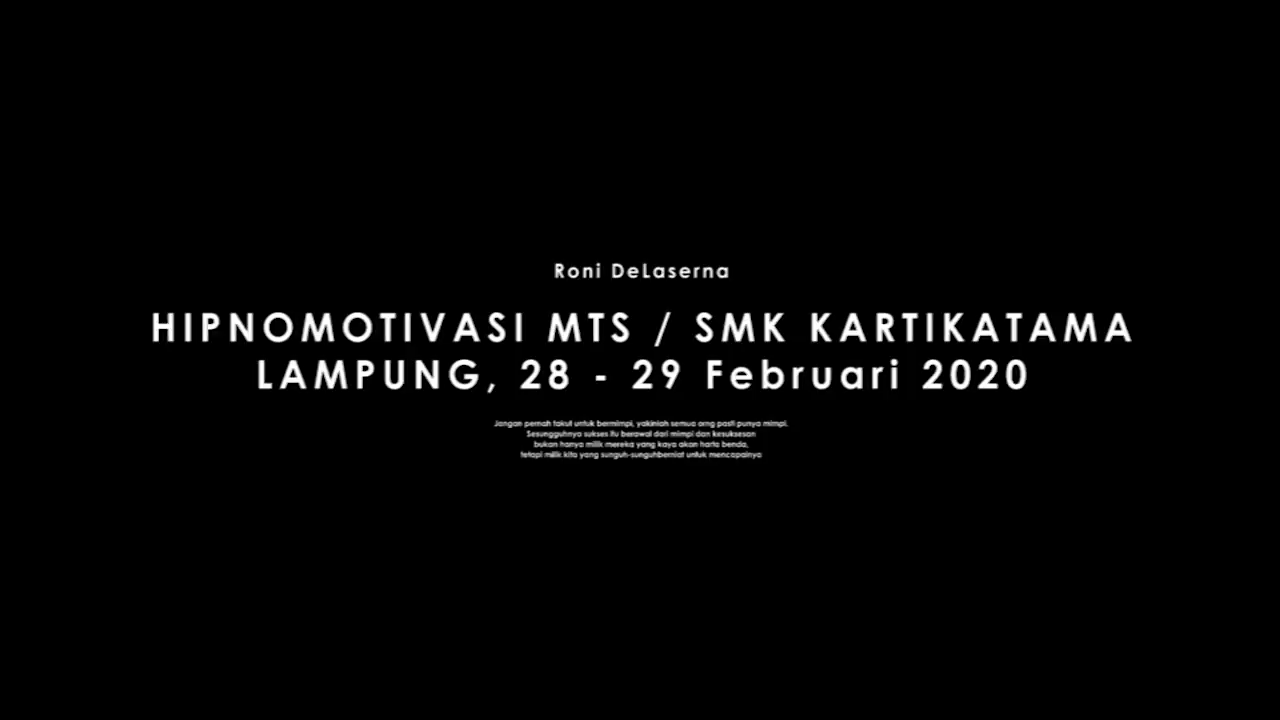 Roni DeLaserna
HIPNOMOTIVASI MTS / SMK KARTIKATAMA
LAMPUNG, 28 - 29 Februari 2020
Jangan pernah takut untuk bermimpi, yakinlah semua orng pasti punya mimpi.
Sesungguhnya sukses itu berawal dari mimpi dan kesuksesan
bukan hanya milik mereka yang kaya akan harta benda,
tetapi milik kita yang sunguh-sunguhberniat untuk mencapainya